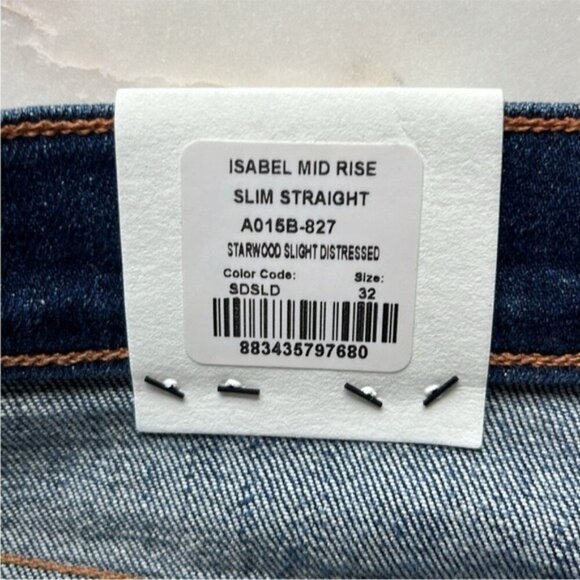 ISABEL MID RISE
SLIM STRAIGHT
A015B-827
STARWOOD SLIGHT DISTRESSED
Color Code: Size:
SDSLD 32
883435797680